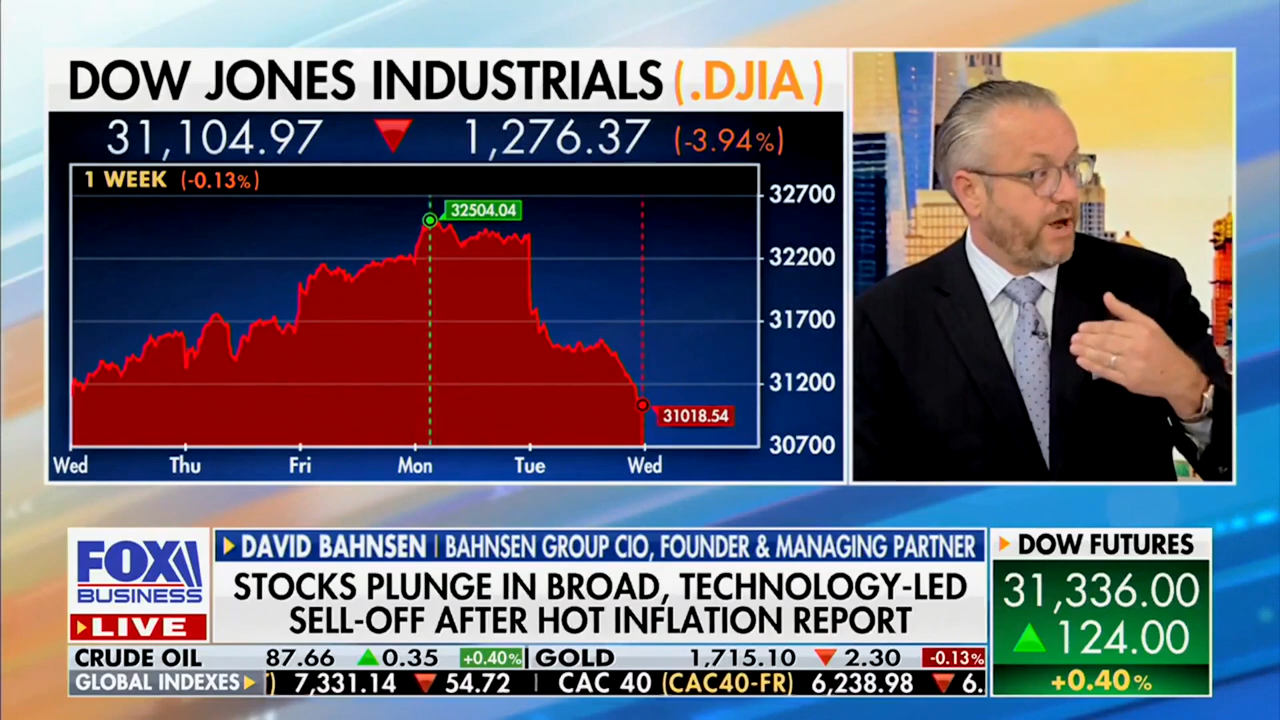 DOW JONES INDUSTRIALS (.DJIA)
31,104.97 ▼ 1,276.37 (-3.94%)
1 WEEK (-0.13%)
32504.04
32700
32200
31700
31200
30700
31018.54
Wed Thu Fri Mon Tue Wed
FOX
BUSINESS
LIVE
DAVID BAHNSEN | BAHNSEN GROUP CIO, FOUNDER & MANAGING PARTNER
STOCKS PLUNGE IN BROAD, TECHNOLOGY-LED
SELL-OFF AFTER HOT INFLATION REPORT
DOW FUTURES
31,336.00
▲ 124.00
+0.40%
CRUDE OIL 87.66 ▲ 0.35 +0.40% GOLD 1,715.10 ▼ 2.30 -0.13%
GLOBAL INDEXES ) 7,331.14 ▼ 54.72 | CAC 40 (CAC40-FR) 6,238.98 ▼ 6.